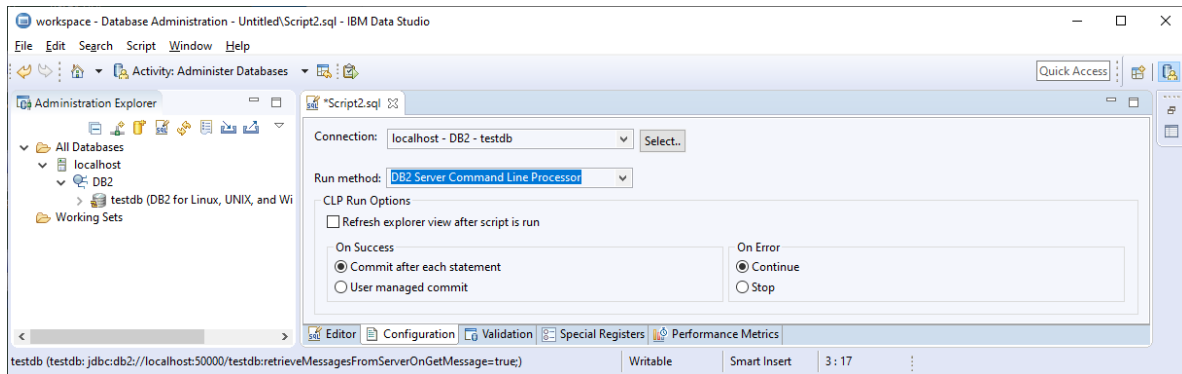 workspace - Database Administration - Untitled\Script2.sql - IBM Data Studio
File Edit Search Script Window Help
Activity: Administer Databases
Quick Access
Administration Explorer
*Script2.sql
All Databases
localhost
DB2
testdb (DB2 for Linux, UNIX, and Wi
Working Sets
Connection: localhost - DB2 - testdb Select..
Run method: DB2 Server Command Line Processor
CLP Run Options
Refresh explorer view after script is run
On Success
Commit after each statement
User managed commit
On Error
Continue
Stop
Editor Configuration Validation Special Registers Performance Metrics
testdb (testdb: jdbc:db2://localhost:50000/testdb:retrieveMessagesFromServerOnGetMessage=true;) Writable Smart Insert 3 : 17